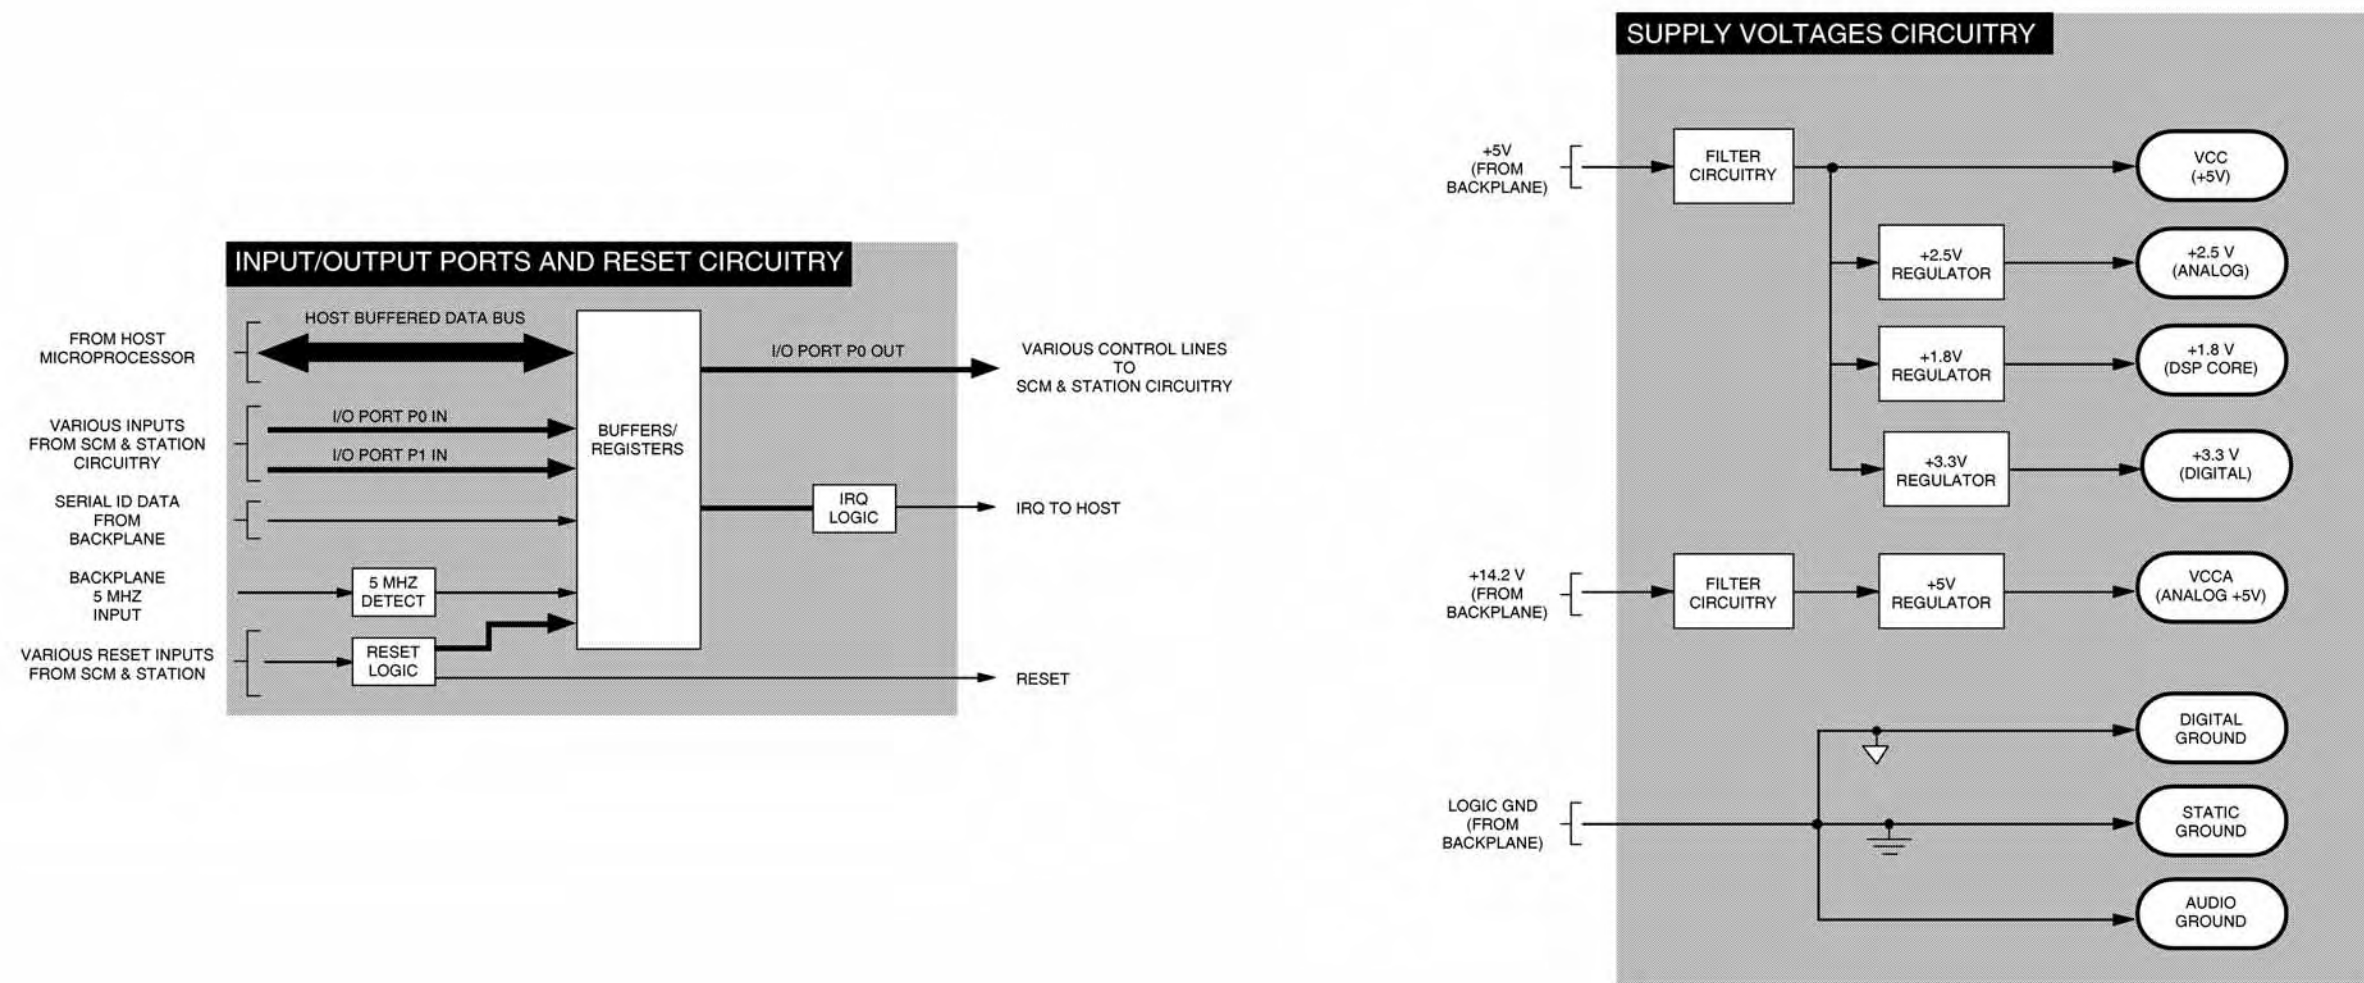 INPUT/OUTPUT PORTS AND RESET CIRCUITRY
FROM HOST
MICROPROCESSOR
HOST BUFFERED DATA BUS
VARIOUS INPUTS
FROM SCM & STATION
CIRCUITRY
I/O PORT P0 IN
I/O PORT P1 IN
SERIAL ID DATA
FROM
BACKPLANE
BACKPLANE
5 MHZ
INPUT
5 MHZ
DETECT
VARIOUS RESET INPUTS
FROM SCM & STATION
RESET
LOGIC
BUFFERS/
REGISTERS
I/O PORT P0 OUT
VARIOUS CONTROL LINES
TO
SCM & STATION CIRCUITRY
IRQ
LOGIC
IRQ TO HOST
RESET
SUPPLY VOLTAGES CIRCUITRY
+5V
(FROM
BACKPLANE)
FILTER
CIRCUITRY
VCC
(+5V)
+2.5V
REGULATOR
+2.5 V
(ANALOG)
+1.8V
REGULATOR
+1.8 V
(DSP CORE)
+3.3V
REGULATOR
+3.3 V
(DIGITAL)
+14.2 V
(FROM
BACKPLANE)
FILTER
CIRCUITRY
+5V
REGULATOR
VCCA
(ANALOG +5V)
LOGIC GND
(FROM
BACKPLANE)
DIGITAL
GROUND
STATIC
GROUND
AUDIO
GROUND